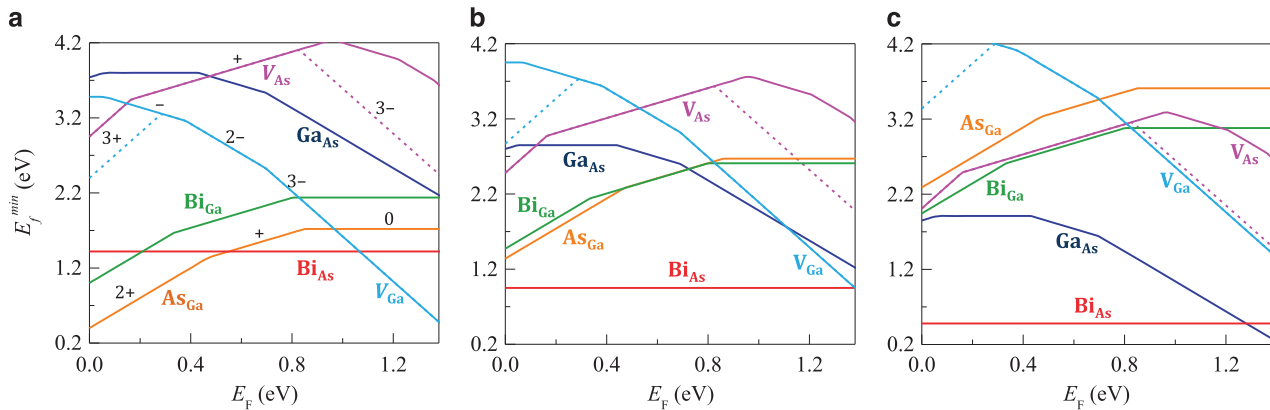 a
b
c
4.2
3.2
2.2
1.2
0.2
0.0
0.4
0.8
1.2
E_f^min (eV)
E_F (eV)
+
V_As
−
3−
3+
2−
Ga_As
3−
Bi_Ga
0
+
Bi_As
2+
As_Ga
V_Ga
4.2
3.2
2.2
1.2
0.2
0.0
0.4
0.8
1.2
E_F (eV)
V_As
Ga_As
Bi_Ga
As_Ga
V_Ga
Bi_As
4.2
3.2
2.2
1.2
0.2
0.0
0.4
0.8
1.2
E_F (eV)
As_Ga
V_As
Bi_Ga
V_Ga
Ga_As
Bi_As